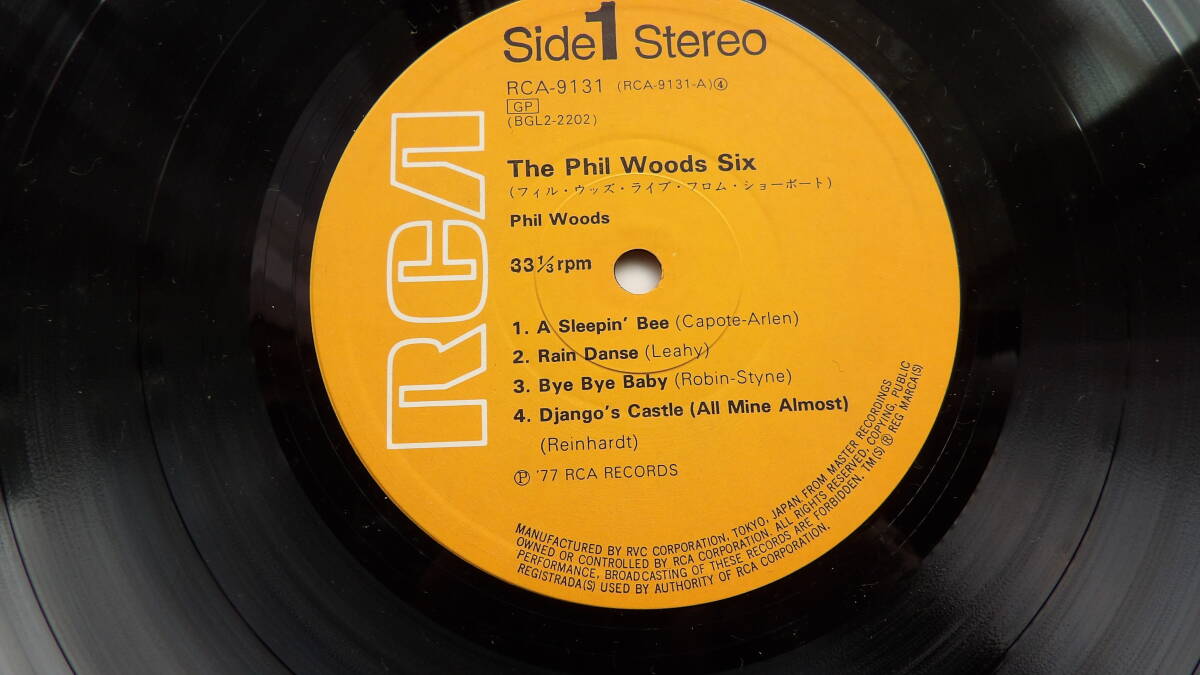 Side 1 Stereo
RCA-9131 (RCA-9131-A)④
GP
(BGL2-2202)
The Phil Woods Six
(フィル・ウッズ・ライブ・フロム・ショーボート)
Phil Woods
33⅓rpm
1. A Sleepin' Bee (Capote-Arlen)
2. Rain Danse (Leahy)
3. Bye Bye Baby (Robin-Styne)
4. Django's Castle (All Mine Almost)
(Reinhardt)
Ⓟ '77 RCA RECORDS
RCA
MANUFACTURED BY RVC CORPORATION, TOKYO, JAPAN. FROM MASTER RECORDINGS
OWNED OR CONTROLLED BY RCA CORPORATION. ALL RIGHTS RESERVED, COPYING, PUBLIC
PERFORMANCE, BROADCASTING OF THESE RECORDS ARE FORBIDDEN. TM(S) ® REG MARCA(S)
REGISTRADA(S) USED BY AUTHORITY OF RCA CORPORATION.